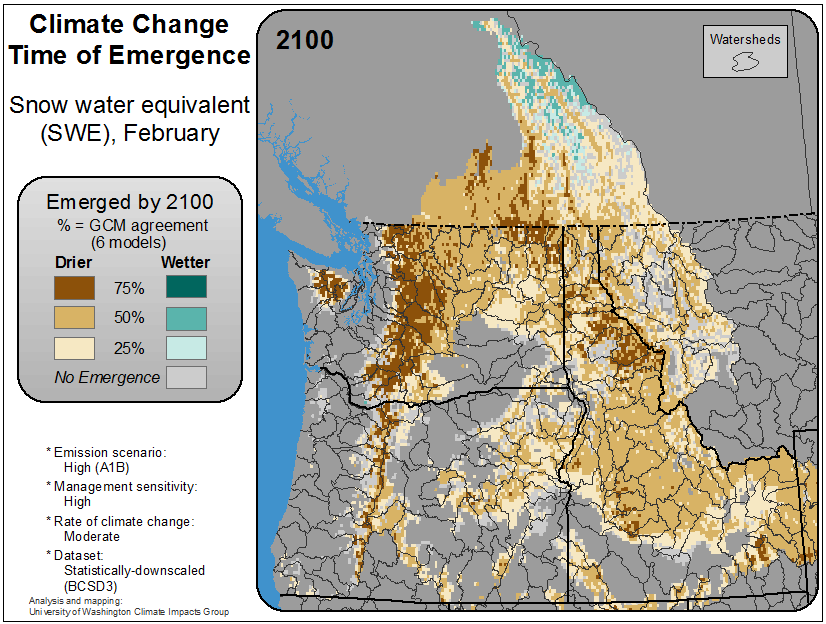 Climate Change
Time of Emergence
Snow water equivalent
(SWE), February
Emerged by 2100
% = GCM agreement
(6 models)
Drier Wetter
75%
50%
25%
No Emergence
* Emission scenario:
High (A1B)
* Management sensitivity:
High
* Rate of climate change:
Moderate
* Dataset:
Statistically-downscaled
(BCSD3)
Analysis and mapping:
University of Washington Climate Impacts Group
2100
Watersheds